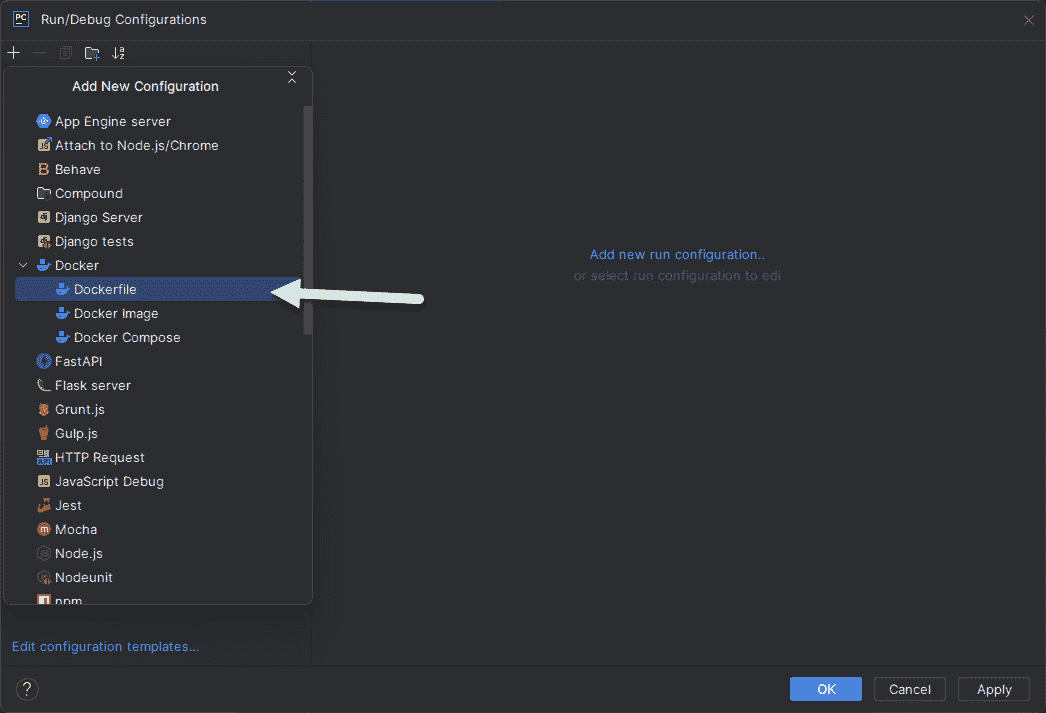 PC
Run/Debug Configurations
Add New Configuration
App Engine server
Attach to Node.js/Chrome
Behave
Compound
Django Server
Django tests
Docker
Dockerfile
Docker Image
Docker Compose
FastAPI
Flask server
Grunt.js
Gulp.js
HTTP Request
JavaScript Debug
Jest
Mocha
Node.js
Nodeunit
npm
Add new run configuration..
or select run configuration to edi
Edit configuration templates...
?
OK
Cancel
Apply